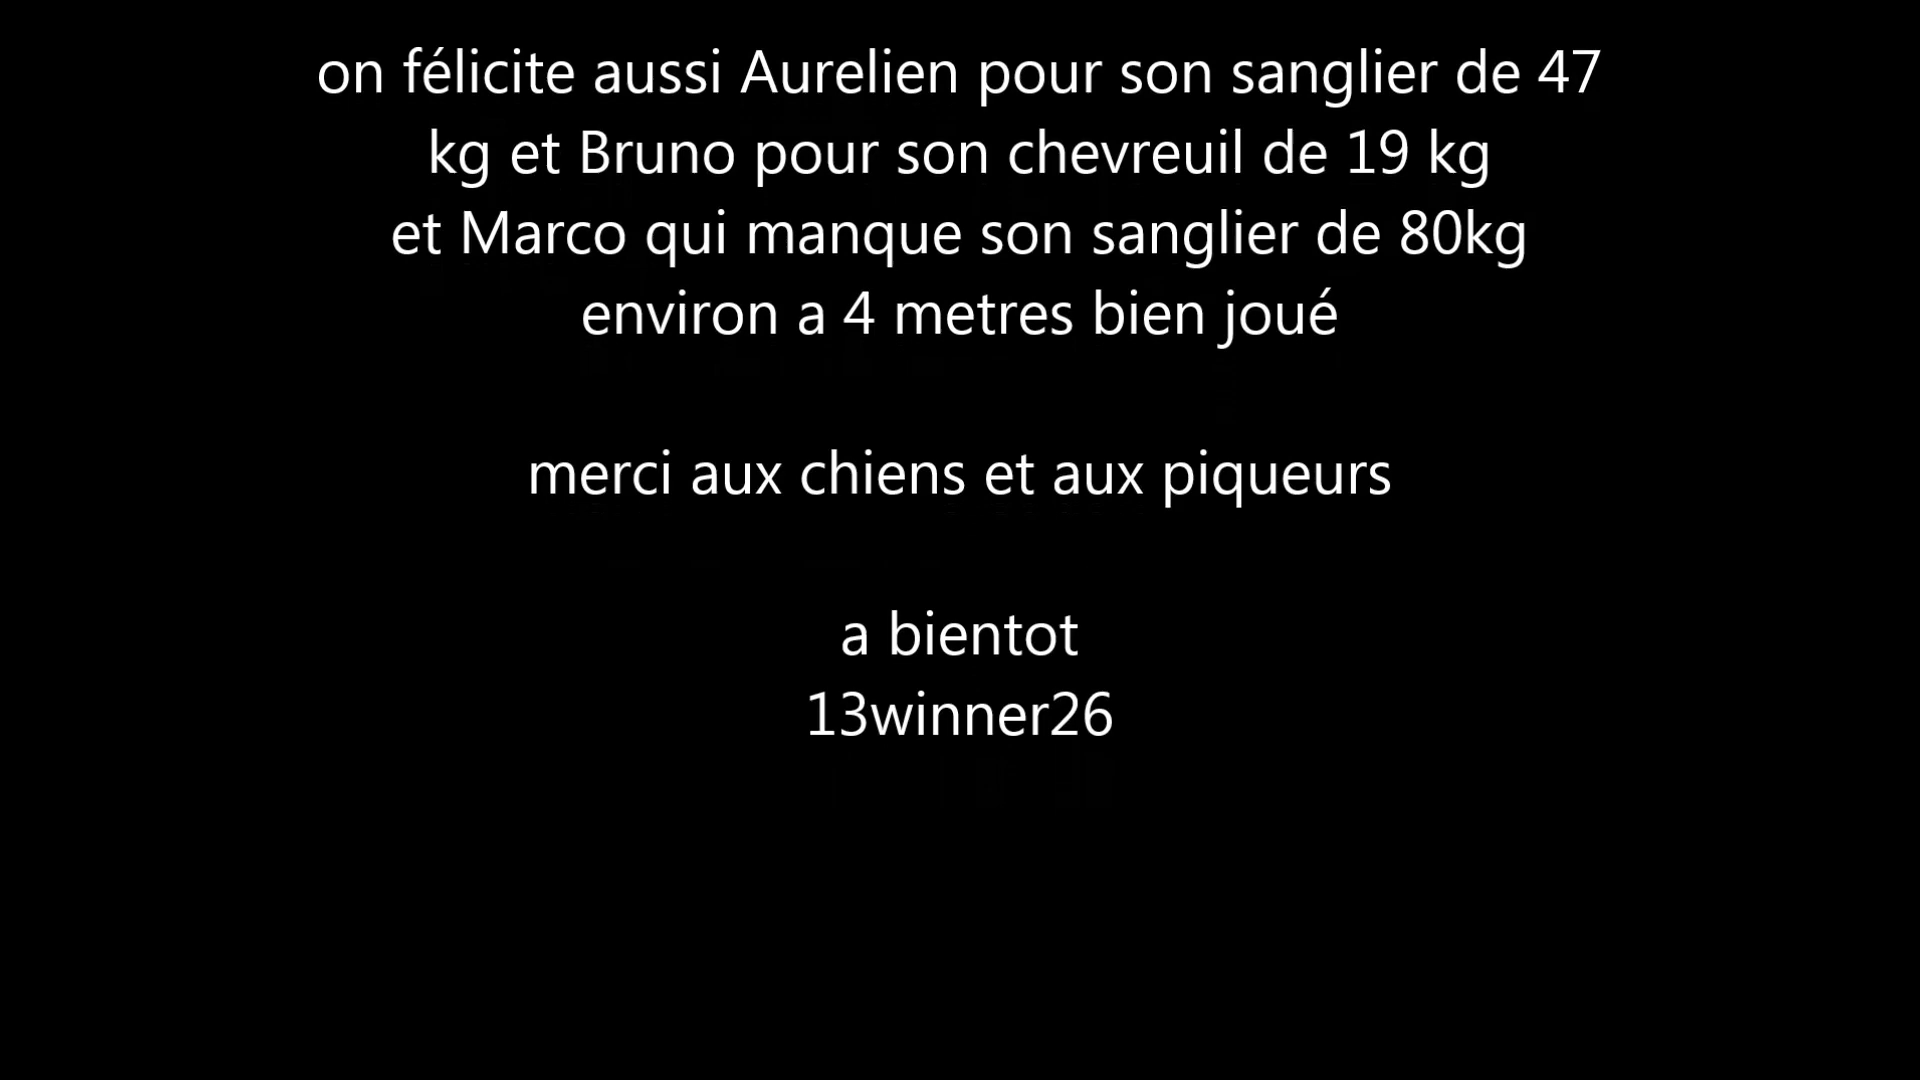 on félicite aussi Aurelien pour son sanglier de 47
kg et Bruno pour son chevreuil de 19 kg
et Marco qui manque son sanglier de 80kg
environ a 4 metres bien joué
merci aux chiens et aux piqueurs
a bientot
13winner26